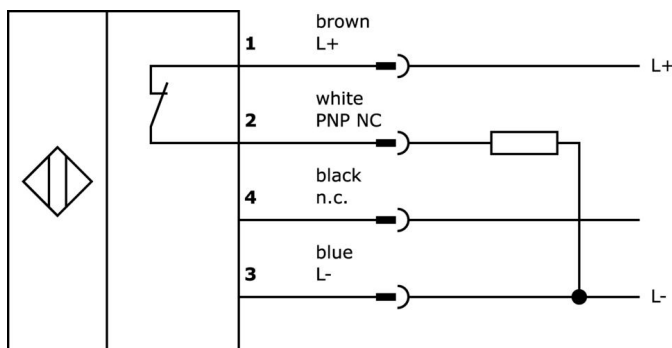 brown
1 L+ L+
white
2 PNP NC
black
4 n.c.
blue
3 L- L-